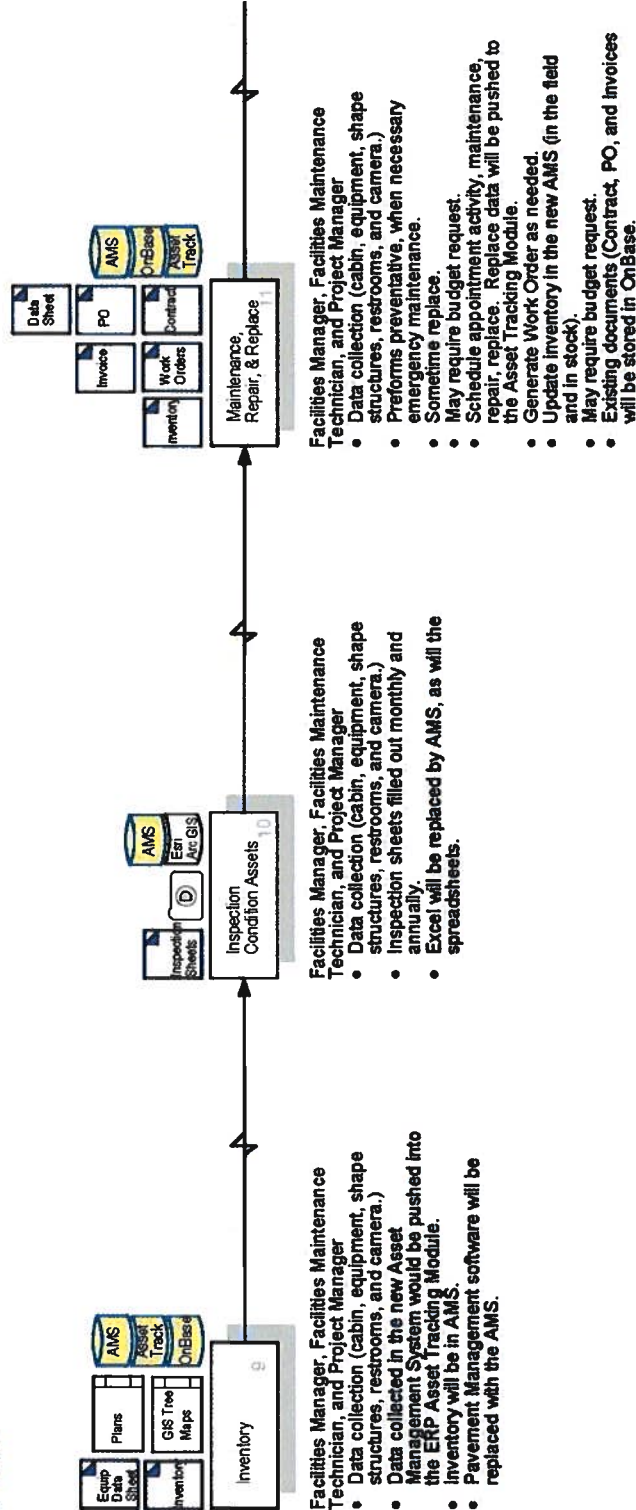 Equip
Data
Sheet
Plans
AMS
Inventory
GIS Tree
Maps
Asset
Track
OnBase
Inventory
9
Facilities Manager, Facilities Maintenance
Technician, and Project Manager
• Data collection (cabin, equipment, shape
structures, restrooms, and camera.)
• Data collected in the new Asset
Management System would be pushed into
the ERP Asset Tracking Module.
• Inventory will be in AMS.
• Pavement Management software will be
replaced with the AMS.
Inspection
Sheets
D
AMS
Esri
Arc GIS
Inspection
Condition Assets
10
Facilities Manager, Facilities Maintenance
Technician, and Project Manager
• Data collection (cabin, equipment, shape
structures, restrooms, and camera.)
• Inspection sheets filled out monthly and
annually.
• Excel will be replaced by AMS, as will the
spreadsheets.
Data
Sheet
Invoice
PO
AMS
Inventory
Work
Orders
Contract
OnBase
Asset
Track
Maintenance,
Repair, & Replace
11
Facilities Manager, Facilities Maintenance
Technician, and Project Manager
• Data collection (cabin, equipment, shape
structures, restrooms, and camera.)
• Preforms preventative, when necessary
emergency maintenance.
• Sometime replace.
• May require budget request.
• Schedule appointment activity, maintenance,
repair, replace. Replace data will be pushed to
the Asset Tracking Module.
• Generate Work Order as needed.
• Update inventory in the new AMS (in the field
and in stock).
• May require budget request.
• Existing documents (Contract, PO, and Invoices
will be stored in OnBase.